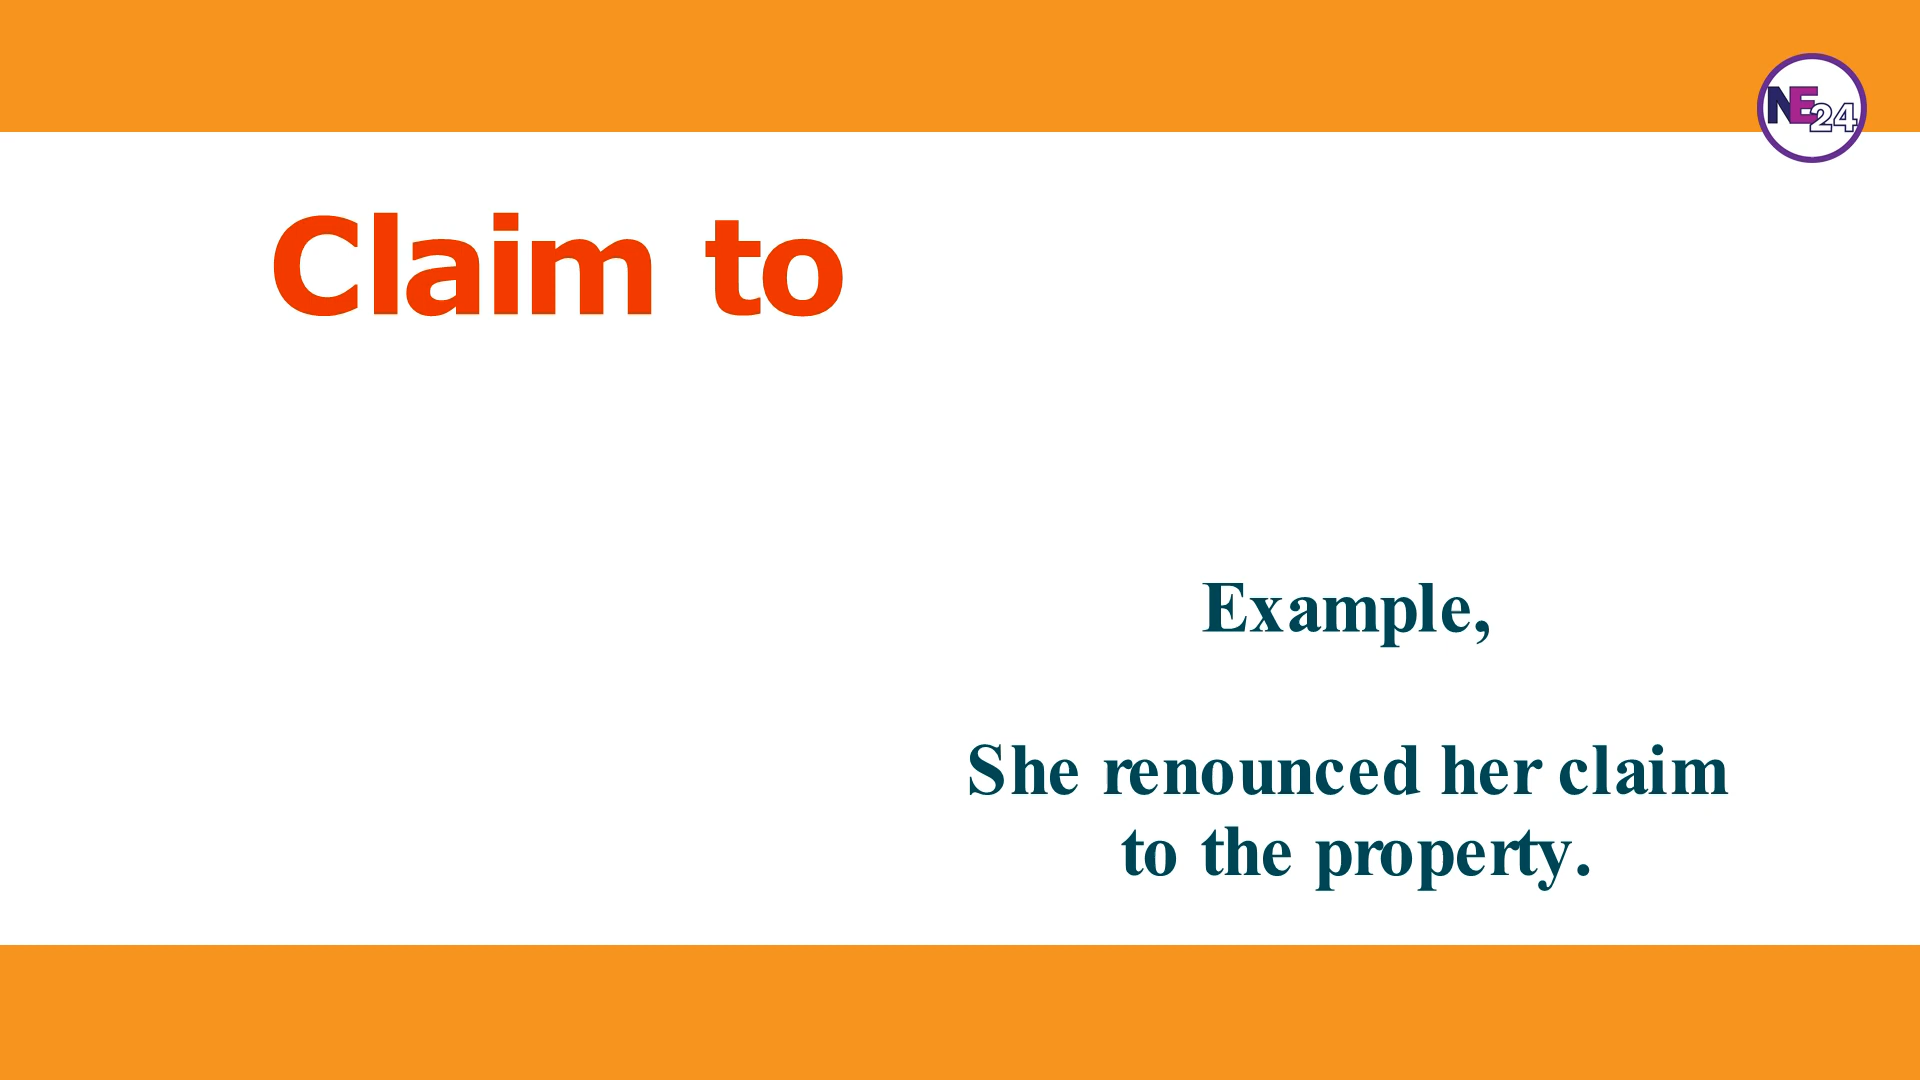 NE24
Claim to
Example,
She renounced her claim
to the property.